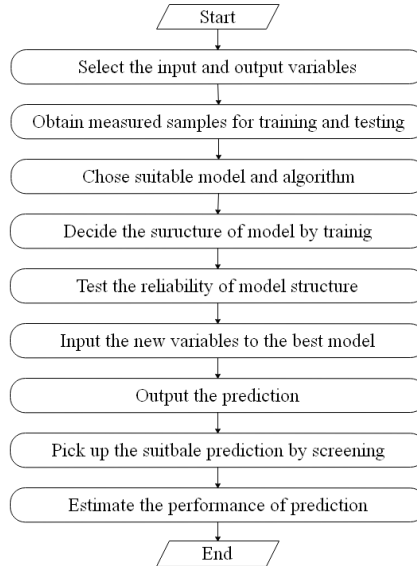 Start
Select the input and output variables
Obtain measured samples for training and testing
Chose suitable model and algorithm
Decide the suructure of model by trainig
Test the reliability of model structure
Input the new variables to the best model
Output the prediction
Pick up the suitbale prediction by screening
Estimate the performance of prediction
End